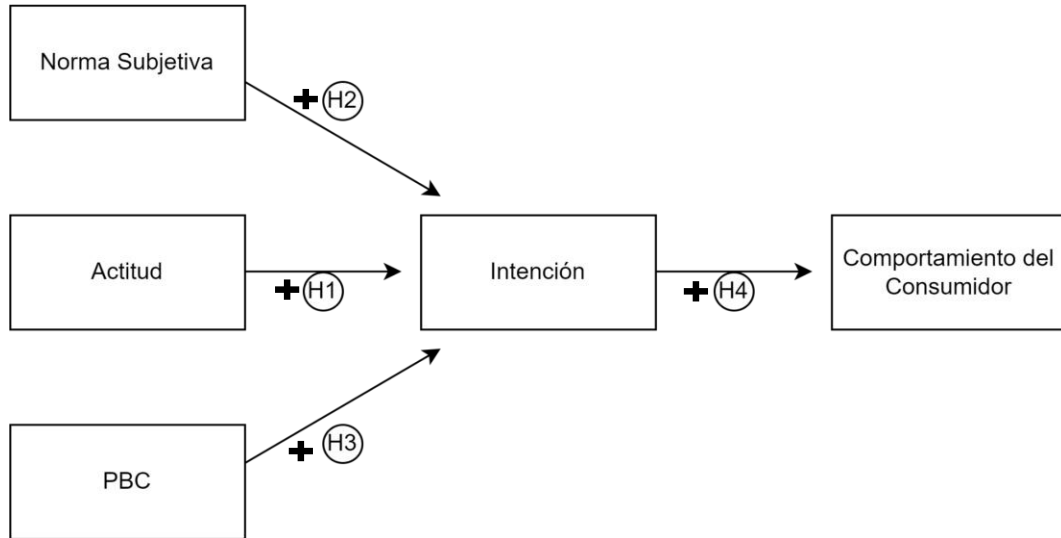 Norma Subjetiva
+ H2
Actitud
+ H1
Intención
+ H4
Comportamiento del
Consumidor
+ H3
PBC